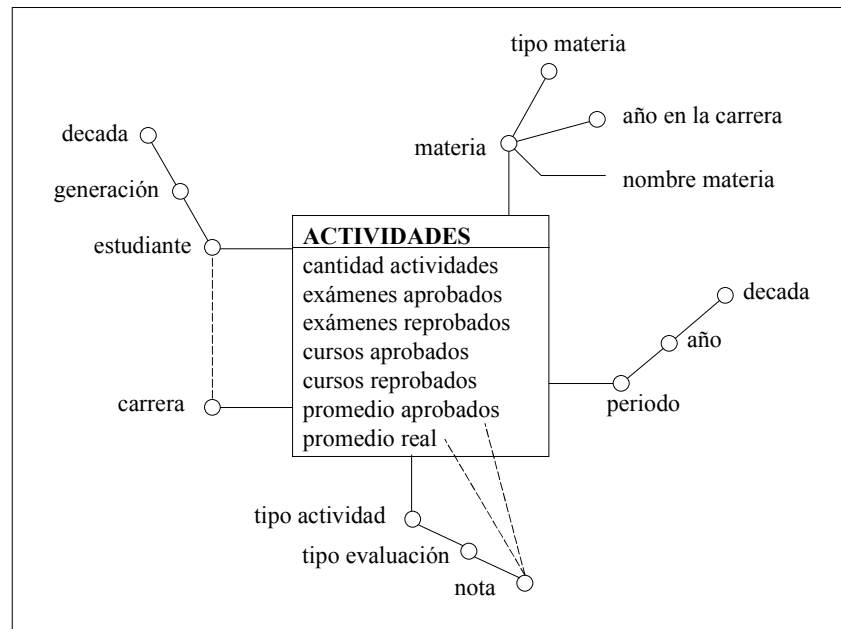 tipo materia
decada
año en la carrera
materia
generación
nombre materia
estudiante
ACTIVIDADES
cantidad actividades
exámenes aprobados
exámenes reprobados
cursos aprobados
cursos reprobados
promedio aprobados
promedio real
decada
año
periodo
carrera
tipo actividad
tipo evaluación
nota